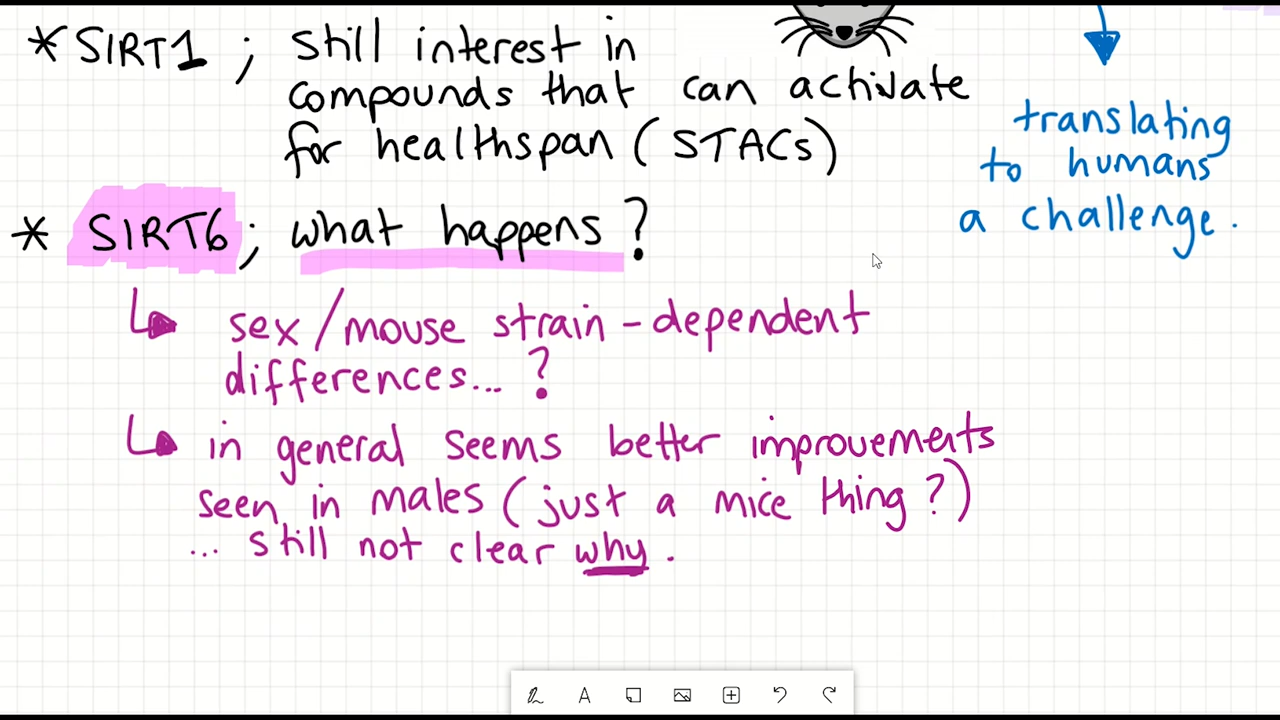 * SIRT1 ; still interest in
compounds that can activate
for healthspan (STACs)
translating
to humans
a challenge.
* SIRT6 ; what happens ?
sex/mouse strain - dependent
differences... ?
in general seems better improvements
seen in males (just a mice thing ?)
... still not clear why.
A